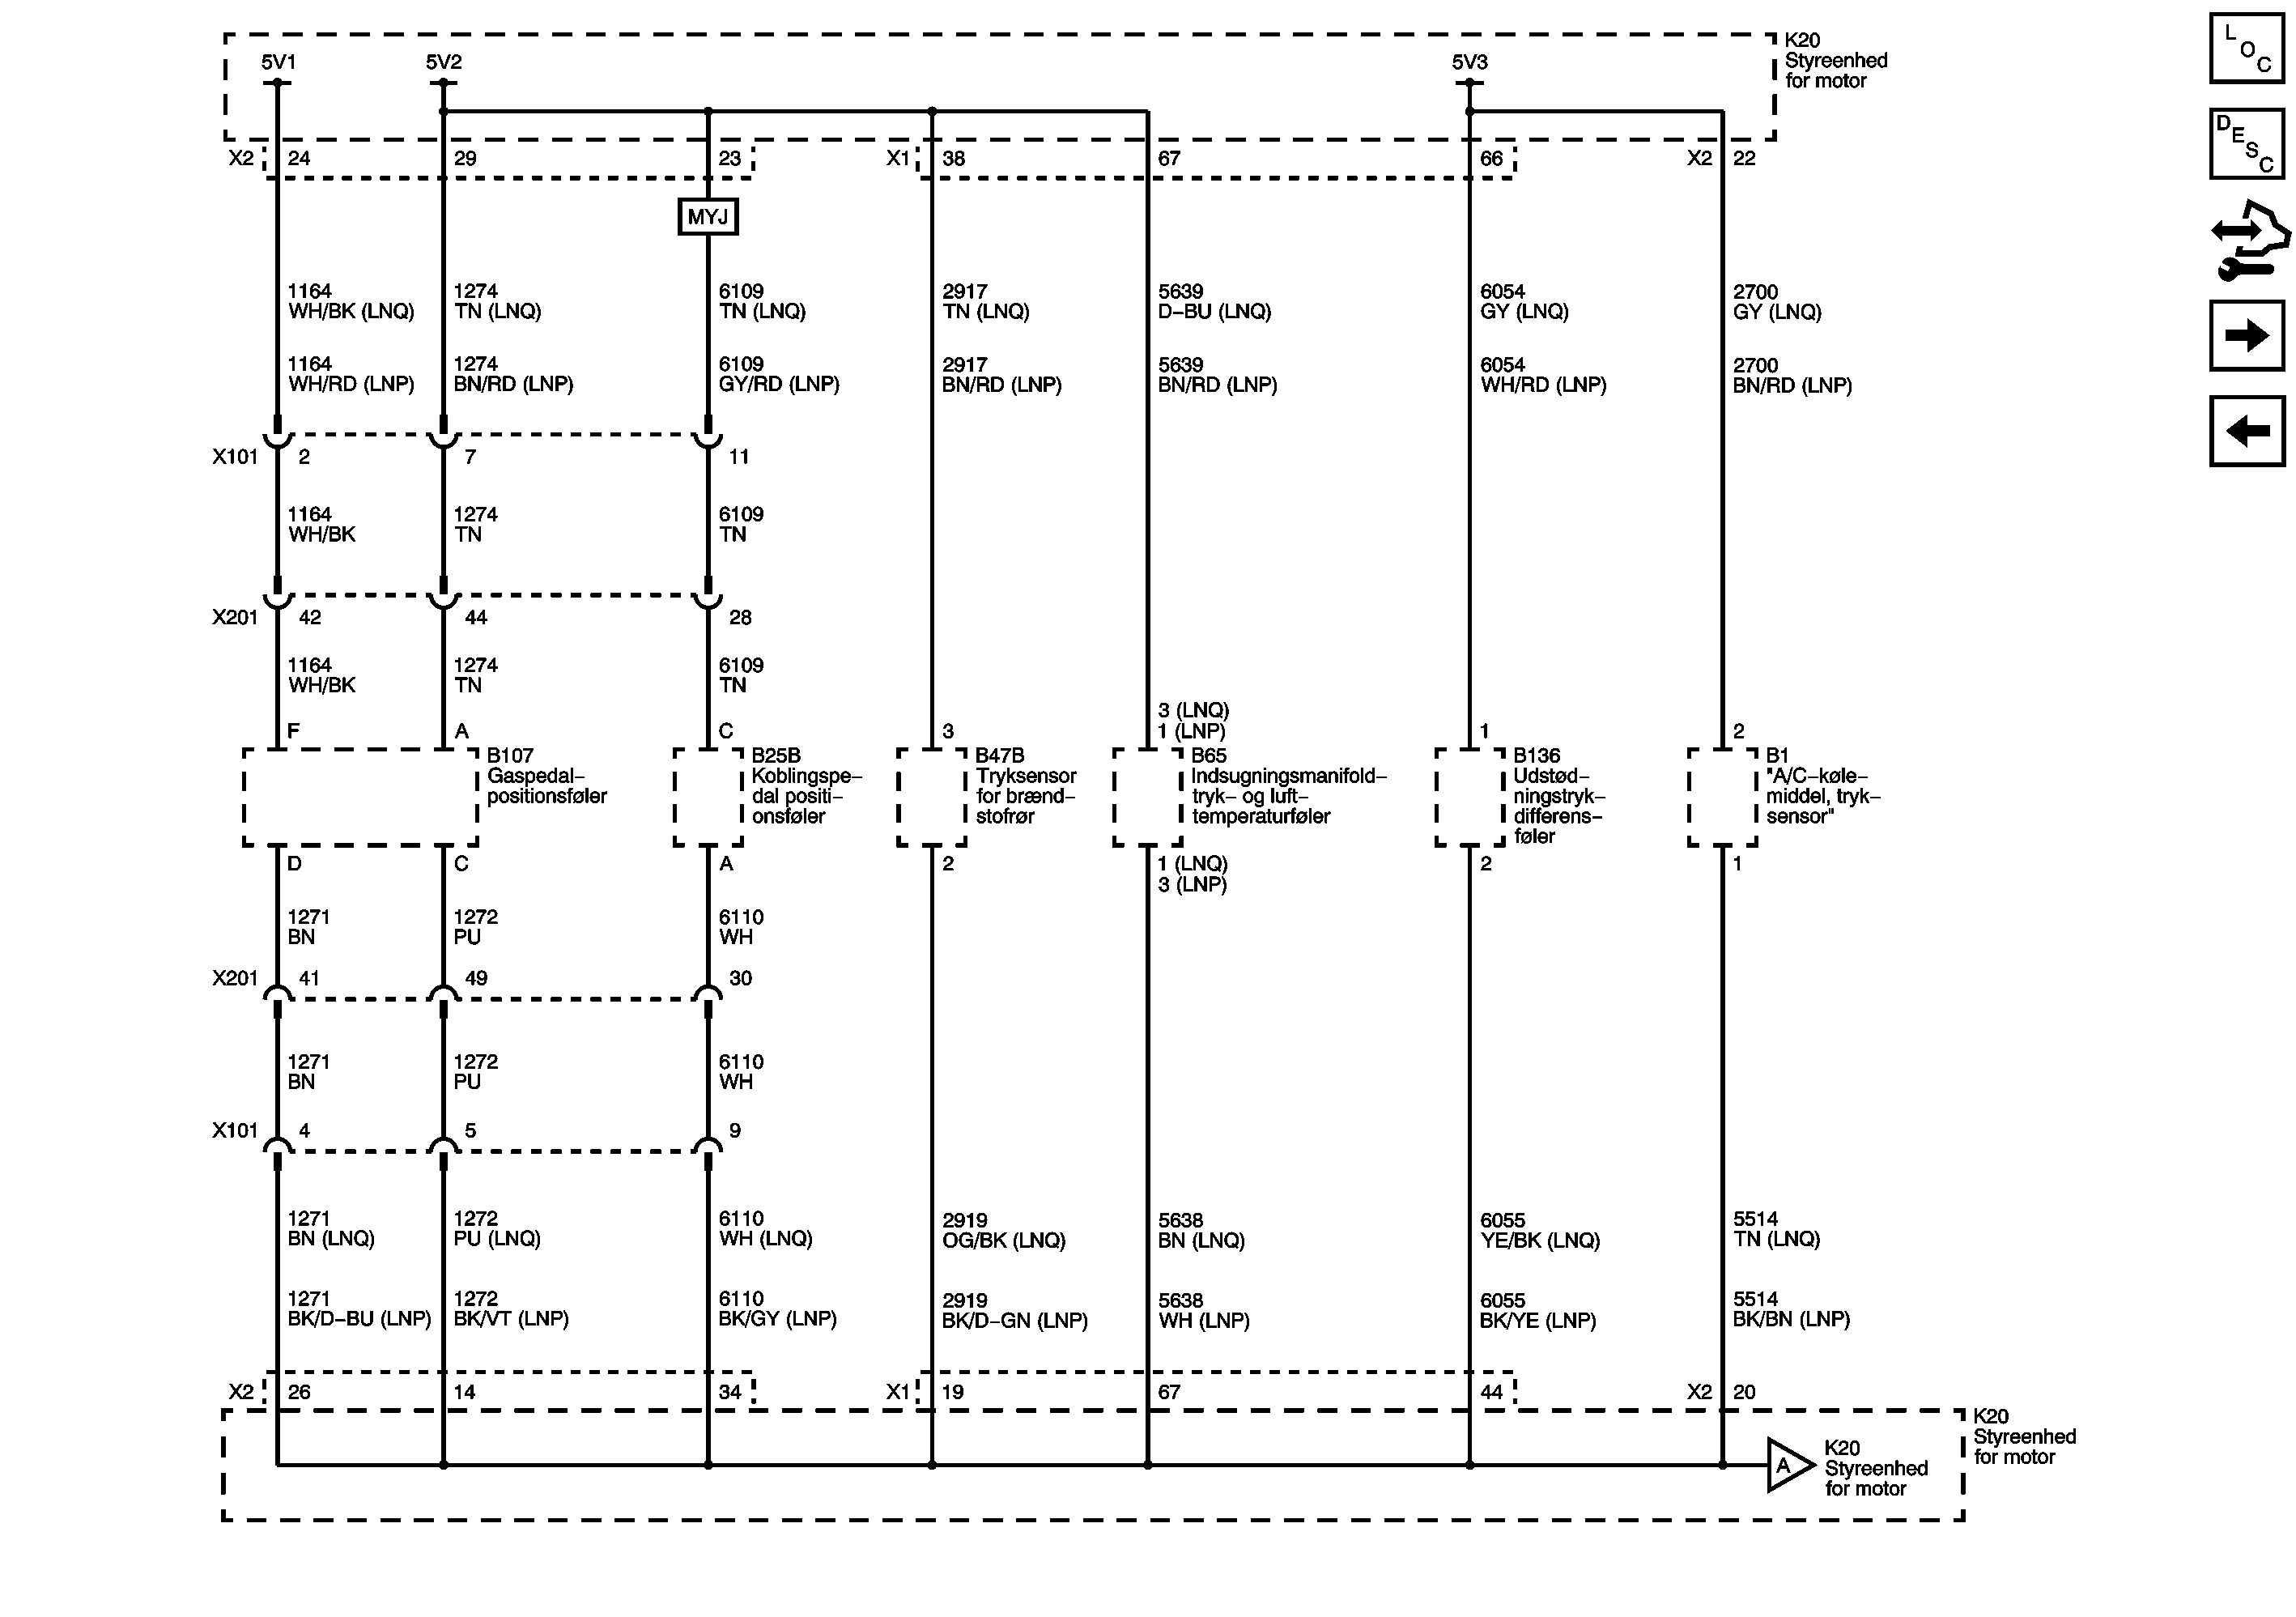 K20
Styreenhed
for motor
5V1
5V2
5V3
X2
24
29
23
X1
38
67
66
X2
22
MYJ
1164
WH/BK (LNQ)
1274
TN (LNQ)
6109
TN (LNQ)
2917
TN (LNQ)
5639
D-BU (LNQ)
6054
GY (LNQ)
2700
GY (LNQ)
1164
WH/RD (LNP)
1274
BN/RD (LNP)
6109
GY/RD (LNP)
2917
BN/RD (LNP)
5639
BN/RD (LNP)
6054
WH/RD (LNP)
2700
BN/RD (LNP)
X101
2
7
11
1164
WH/BK
1274
TN
6109
TN
X201
42
44
28
1164
WH/BK
1274
TN
6109
TN
F
A
C
3
3 (LNQ)
1 (LNP)
1
2
B107
Gaspedal-
positionsføler
B25B
Koblingspe-
dal positi-
onsføler
B47B
Tryksensor
for brænd-
stofrør
B65
Indsugningsmanifold-
tryk- og luft-
temperaturføler
B136
Udstød-
ningstryk-
differens-
føler
B1
"A/C-køle-
middel, tryk-
sensor"
D
C
A
2
1 (LNQ)
3 (LNP)
2
1
1271
BN
1272
PU
6110
WH
X201
41
49
30
1271
BN
1272
PU
6110
WH
X101
4
5
9
1271
BN (LNQ)
1272
PU (LNQ)
6110
WH (LNQ)
2919
OG/BK (LNQ)
5638
BN (LNQ)
6055
YE/BK (LNQ)
5514
TN (LNQ)
1271
BK/D-BU (LNP)
1272
BK/VT (LNP)
6110
BK/GY (LNP)
2919
BK/D-GN (LNP)
5638
WH (LNP)
6055
BK/YE (LNP)
5514
BK/BN (LNP)
X2
26
14
34
X1
19
67
44
X2
20
K20
Styreenhed
for motor
A
K20
Styreenhed
for motor
LOC
DESC